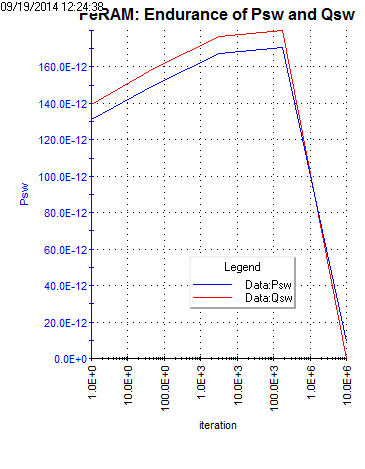 09/19/2014 12:24:38
FeRAM: Endurance of Psw and Qsw
160.0E-12
140.0E-12
120.0E-12
100.0E-12
80.0E-12
60.0E-12
40.0E-12
20.0E-12
0.0E+0
Psw
Legend
Data:Psw
Data:Qsw
1.0E+0
10.0E+0
100.0E+0
1.0E+3
10.0E+3
100.0E+3
1.0E+6
10.0E+6
iteration